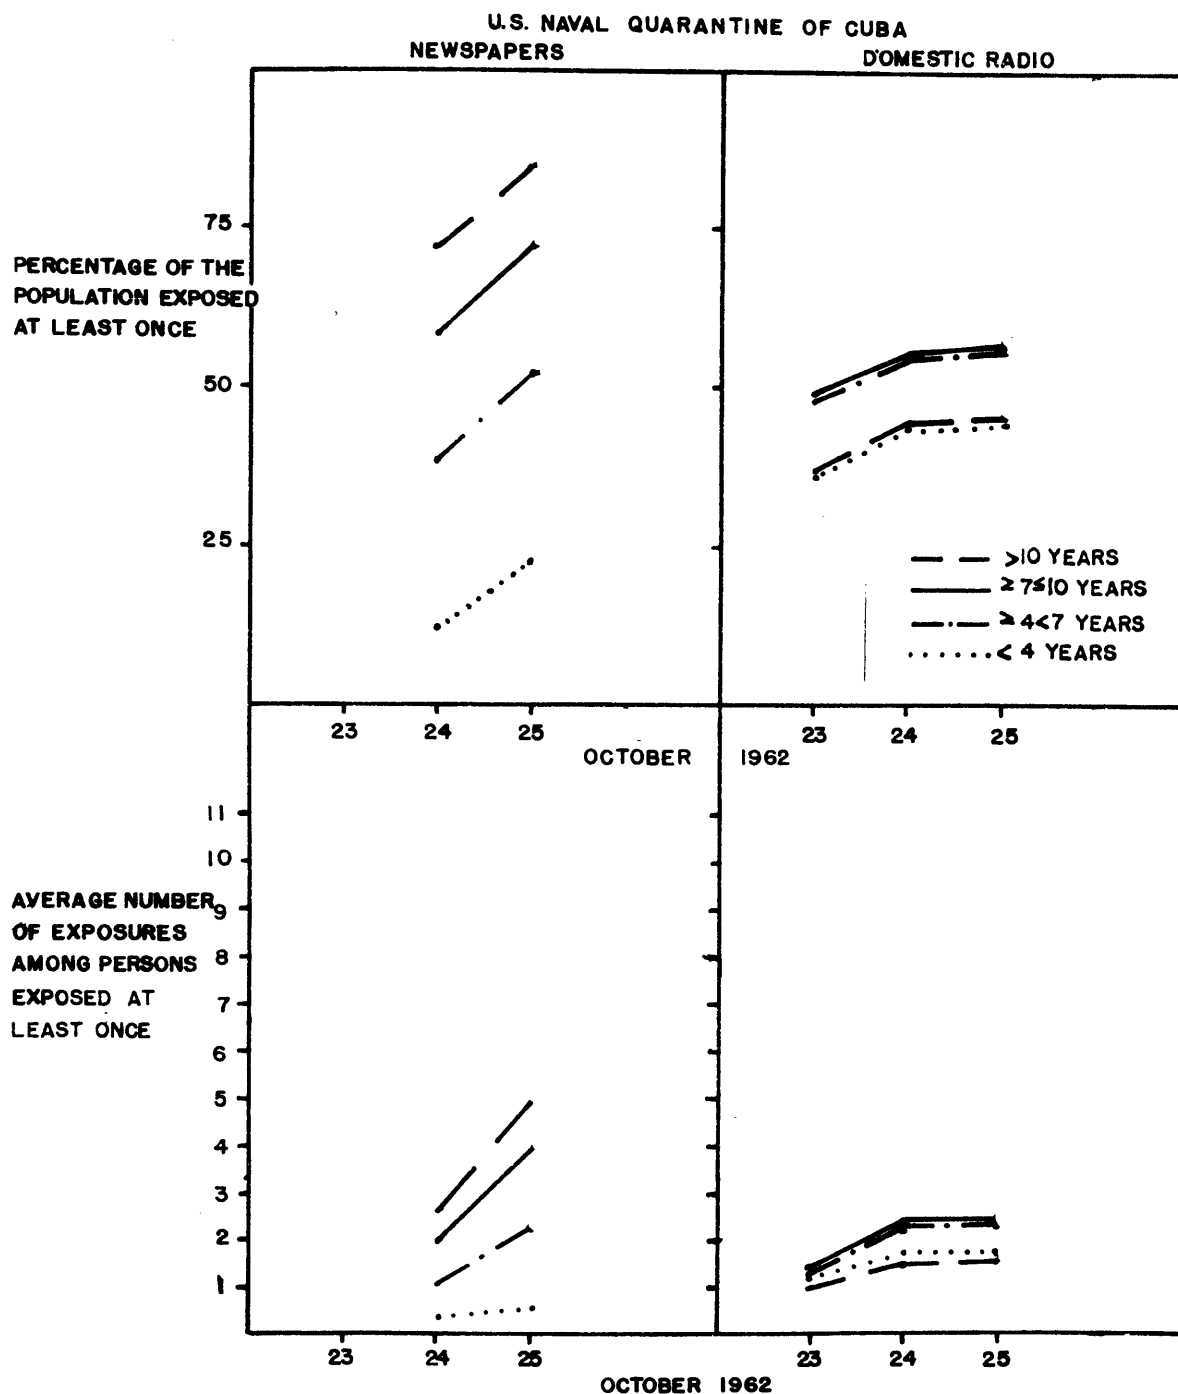 U.S. NAVAL QUARANTINE OF CUBA
NEWSPAPERS
DOMESTIC RADIO
75
PERCENTAGE OF THE
POPULATION EXPOSED
AT LEAST ONCE
50
25
>10 YEARS
≥ 7≤10 YEARS
≥ 4<7 YEARS
< 4 YEARS
23 24 25
23 24 25
OCTOBER 1962
11
10
AVERAGE NUMBER
9
OF EXPOSURES
8
AMONG PERSONS
EXPOSED AT
7
LEAST ONCE
6
5
4
3
2
1
23 24 25
23 24 25
OCTOBER 1962